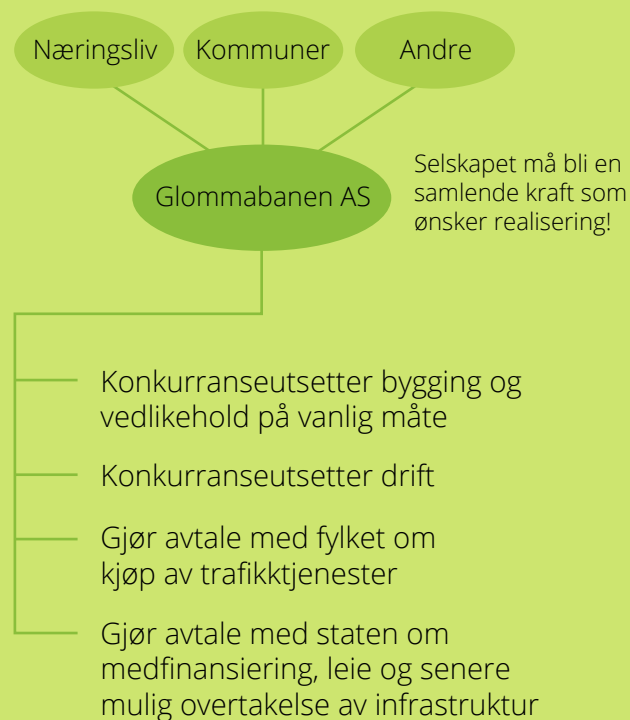 Næringsliv
Kommuner
Andre
Glommabanen AS
Selskapet må bli en
samlende kraft som
ønsker realisering!
Konkurranseutsetter bygging og
vedlikehold på vanlig måte
Konkurranseutsetter drift
Gjør avtale med fylket om
kjøp av trafikktjenester
Gjør avtale med staten om
medfinansiering, leie og senere
mulig overtakelse av infrastruktur